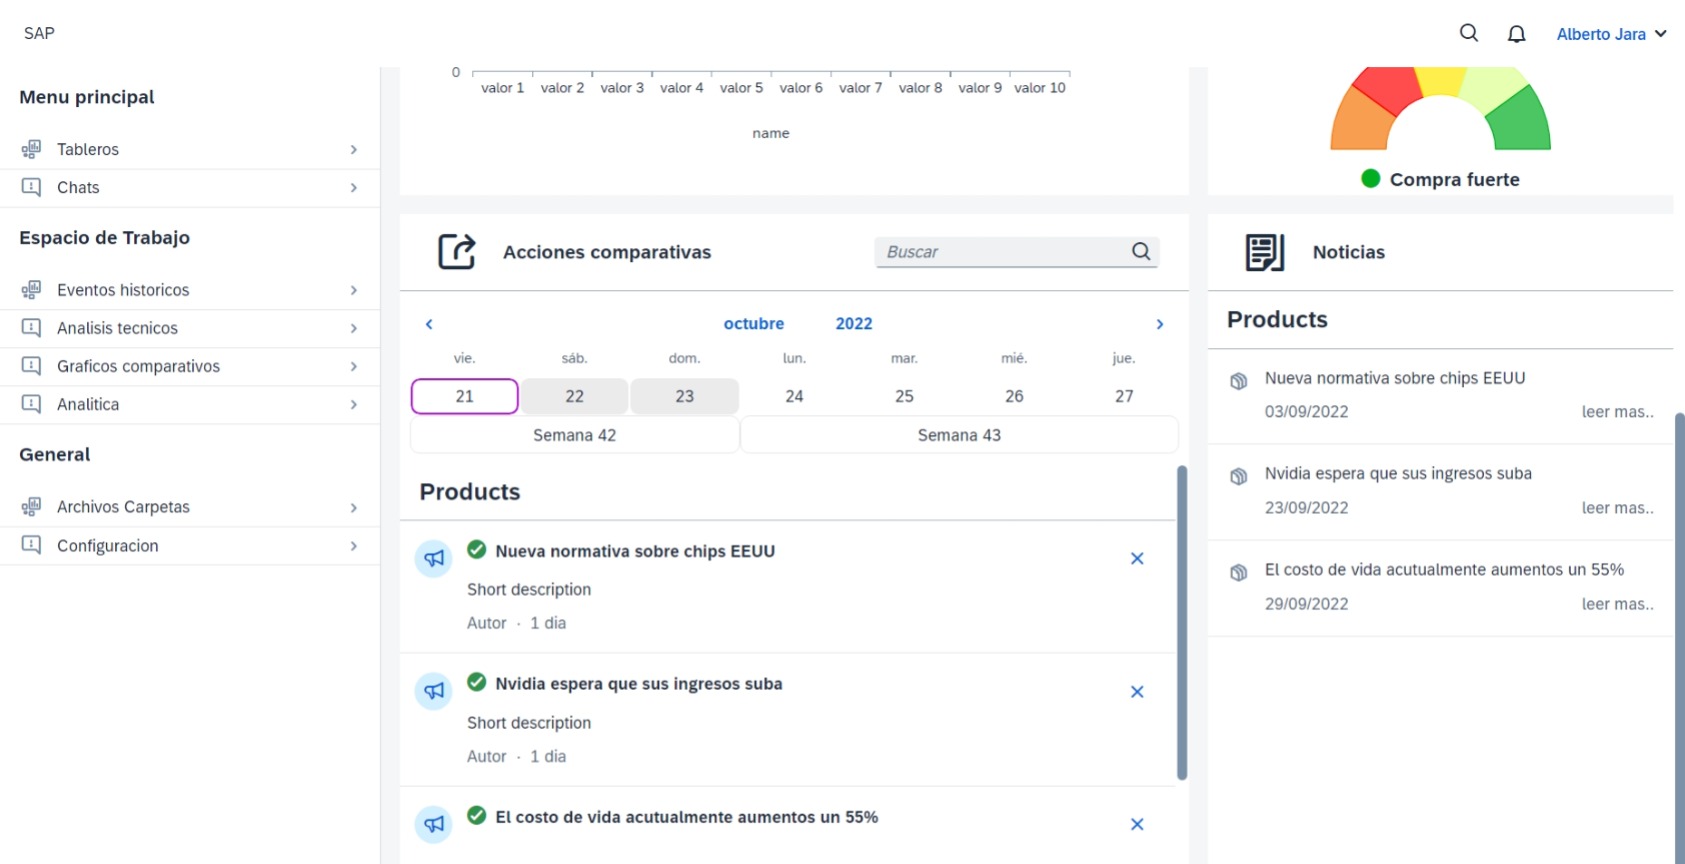 SAP
Alberto Jara
Menu principal
Tableros
Chats
Espacio de Trabajo
Eventos historicos
Analisis tecnicos
Graficos comparativos
Analitica
General
Archivos Carpetas
Configuracion
0
valor 1 valor 2 valor 3 valor 4 valor 5 valor 6 valor 7 valor 8 valor 9 valor 10
name
Compra fuerte
Acciones comparativas
Buscar
octubre 2022
vie. sáb. dom. lun. mar. mié. jue.
21 22 23 24 25 26 27
Semana 42 Semana 43
Products
Nueva normativa sobre chips EEUU
Short description
Autor · 1 dia
Nvidia espera que sus ingresos suba
Short description
Autor · 1 dia
El costo de vida acutualmente aumentos un 55%
Noticias
Products
Nueva normativa sobre chips EEUU
03/09/2022 leer mas..
Nvidia espera que sus ingresos suba
23/09/2022 leer mas..
El costo de vida acutualmente aumentos un 55%
29/09/2022 leer mas..